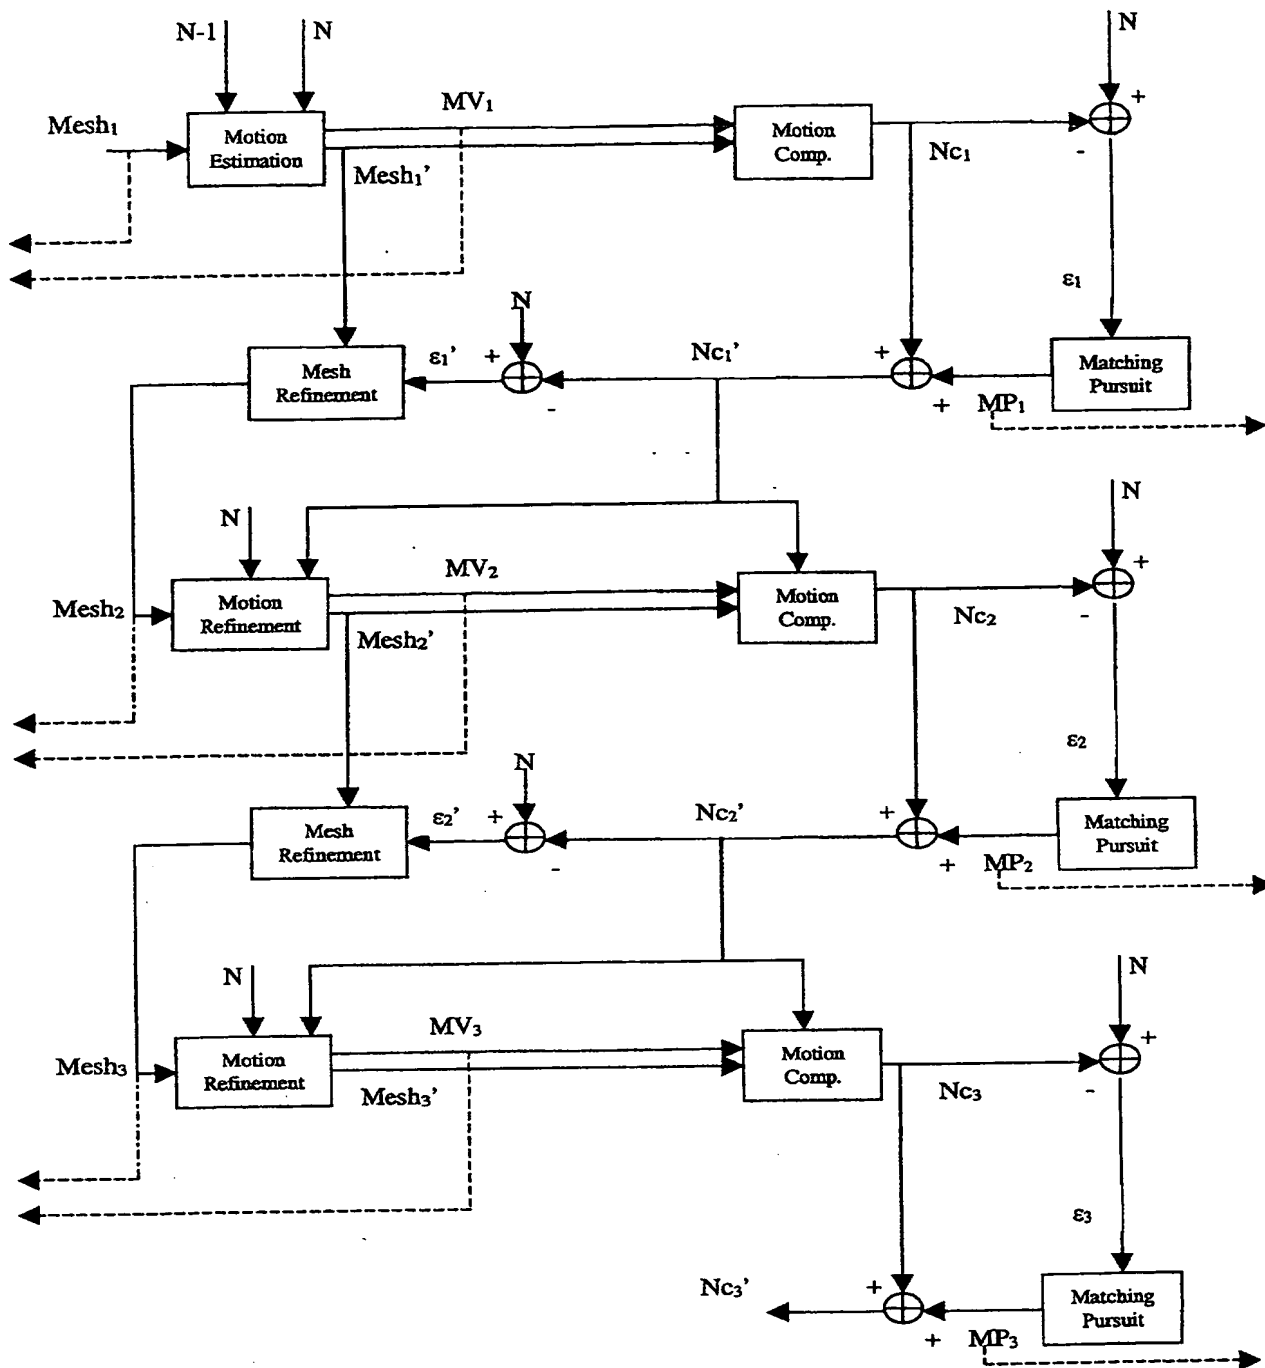 N-1 N N
+
Mesh₁ Motion Estimation MV₁ Motion Comp. Nc₁ -
Mesh₁’
ε₁
N
Mesh Refinement ε₁’ + - Nc₁’ + + MP₁ Matching Pursuit
N N
+
Mesh₂ Motion Refinement MV₂ Motion Comp. Nc₂ -
Mesh₂’
ε₂
N
Mesh Refinement ε₂’ + - Nc₂’ + + MP₂ Matching Pursuit
N N
+
Mesh₃ Motion Refinement MV₃ Motion Comp. Nc₃ -
Mesh₃’
ε₃
Nc₃’ + + MP₃ Matching Pursuit